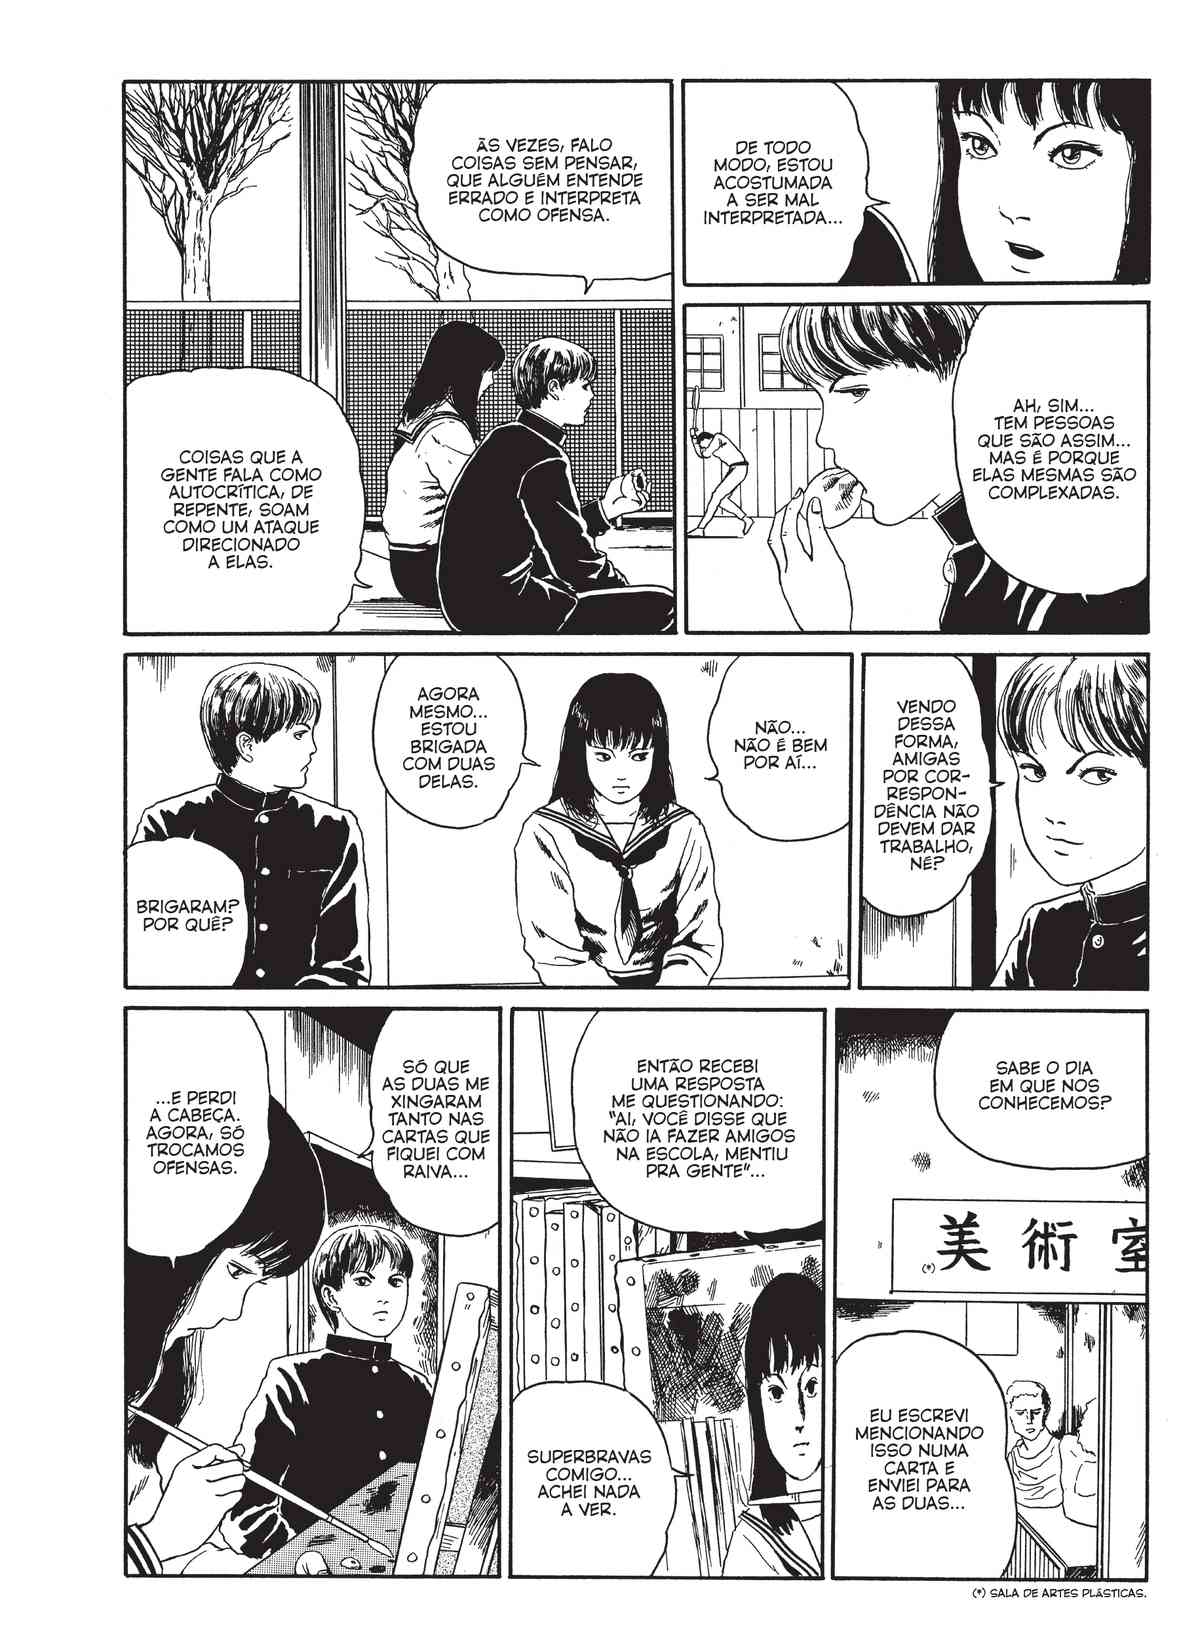 DE TODO
MODO, ESTOU
ACOSTUMADA
A SER MAL
INTERPRETADA...
ÀS VEZES, FALO
COISAS SEM PENSAR,
QUE ALGUÉM ENTENDE
ERRADO E INTERPRETA
COMO OFENSA.
COISAS QUE A
GENTE FALA COMO
AUTOCRÍTICA, DE
REPENTE, SOAM
COMO UM ATAQUE
DIRECIONADO
A ELAS.
AH, SIM...
TEM PESSOAS
QUE SÃO ASSIM...
MAS É PORQUE
ELAS MESMAS SÃO
COMPLEXADAS.
VENDO
DESSA
FORMA,
AMIGAS
POR COR-
RESPON-
DÊNCIA NÃO
DEVEM DAR
TRABALHO,
NÉ?
NÃO...
NÃO É BEM
POR AÍ...
AGORA
MESMO...
ESTOU
BRIGADA
COM DUAS
DELAS.
BRIGARAM?
POR QUÊ?
SABE O DIA
EM QUE NOS
CONHECEMOS?
(*) 美術室
EU ESCREVI
MENCIONANDO
ISSO NUMA
CARTA E
ENVIEI PARA
AS DUAS...
ENTÃO RECEBI
UMA RESPOSTA
ME QUESTIONANDO:
"AI, VOCÊ DISSE QUE
NÃO IA FAZER AMIGOS
NA ESCOLA, MENTIU
PRA GENTE"...
SUPERBRAVAS
COMIGO...
ACHEI NADA
A VER.
SÓ QUE
AS DUAS ME
XINGARAM
TANTO NAS
CARTAS QUE
FIQUEI COM
RAIVA...
...E PERDI
A CABEÇA.
AGORA, SÓ
TROCAMOS
OFENSAS.
(*) SALA DE ARTES PLÁSTICAS.